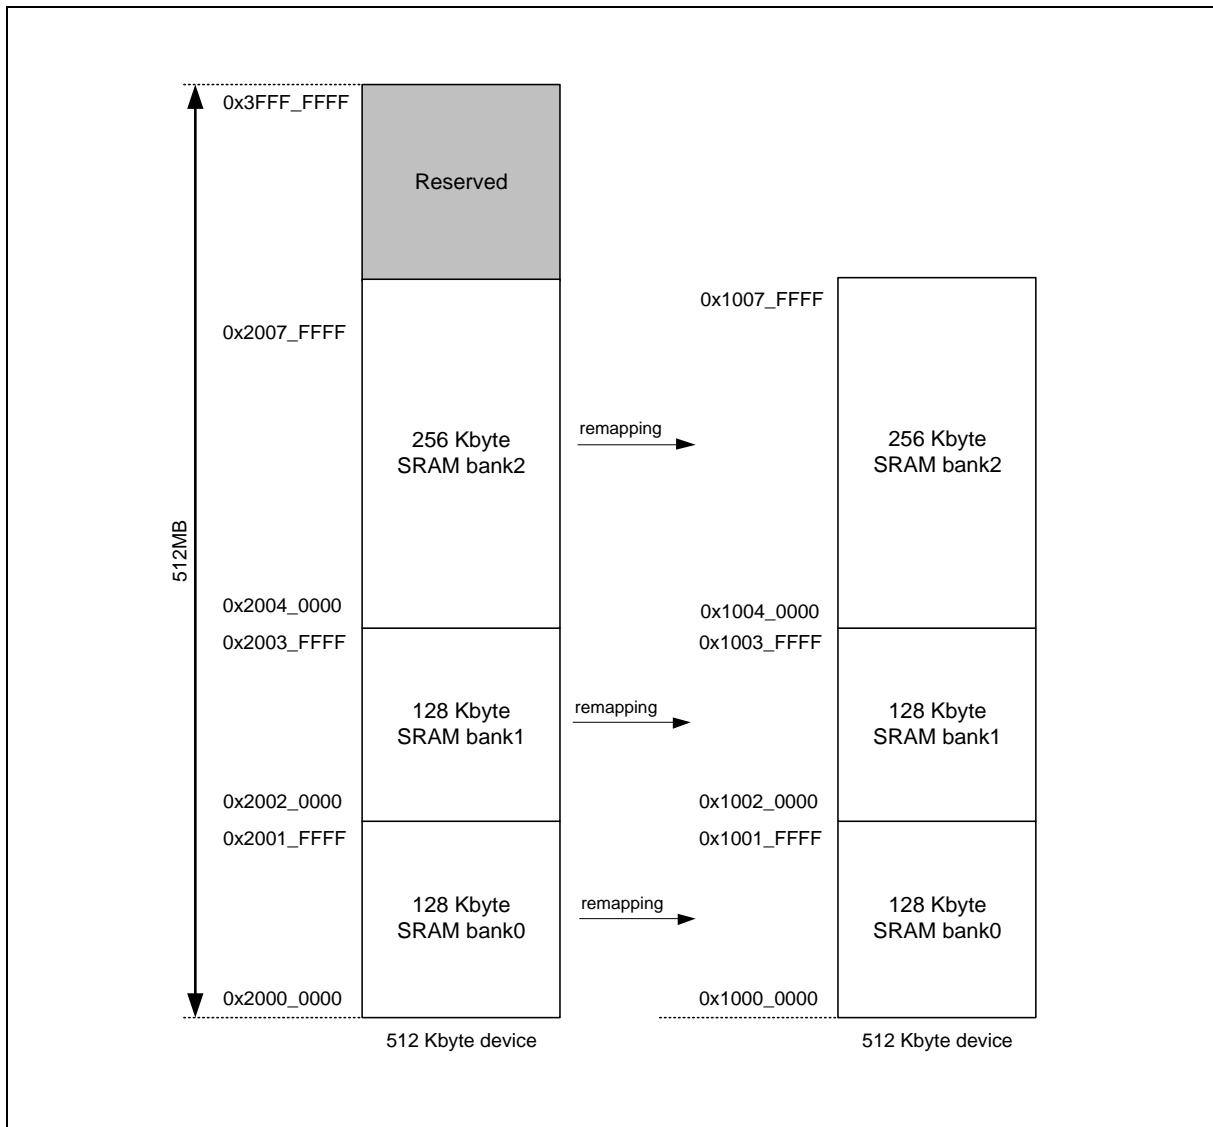 0x3FFF_FFFF
Reserved
0x1007_FFFF
0x2007_FFFF
256 Kbyte
SRAM bank2
remapping
256 Kbyte
SRAM bank2
512MB
0x2004_0000
0x1004_0000
0x2003_FFFF
0x1003_FFFF
128 Kbyte
SRAM bank1
remapping
128 Kbyte
SRAM bank1
0x2002_0000
0x1002_0000
0x2001_FFFF
0x1001_FFFF
128 Kbyte
SRAM bank0
remapping
128 Kbyte
SRAM bank0
0x2000_0000
0x1000_0000
512 Kbyte device
512 Kbyte device